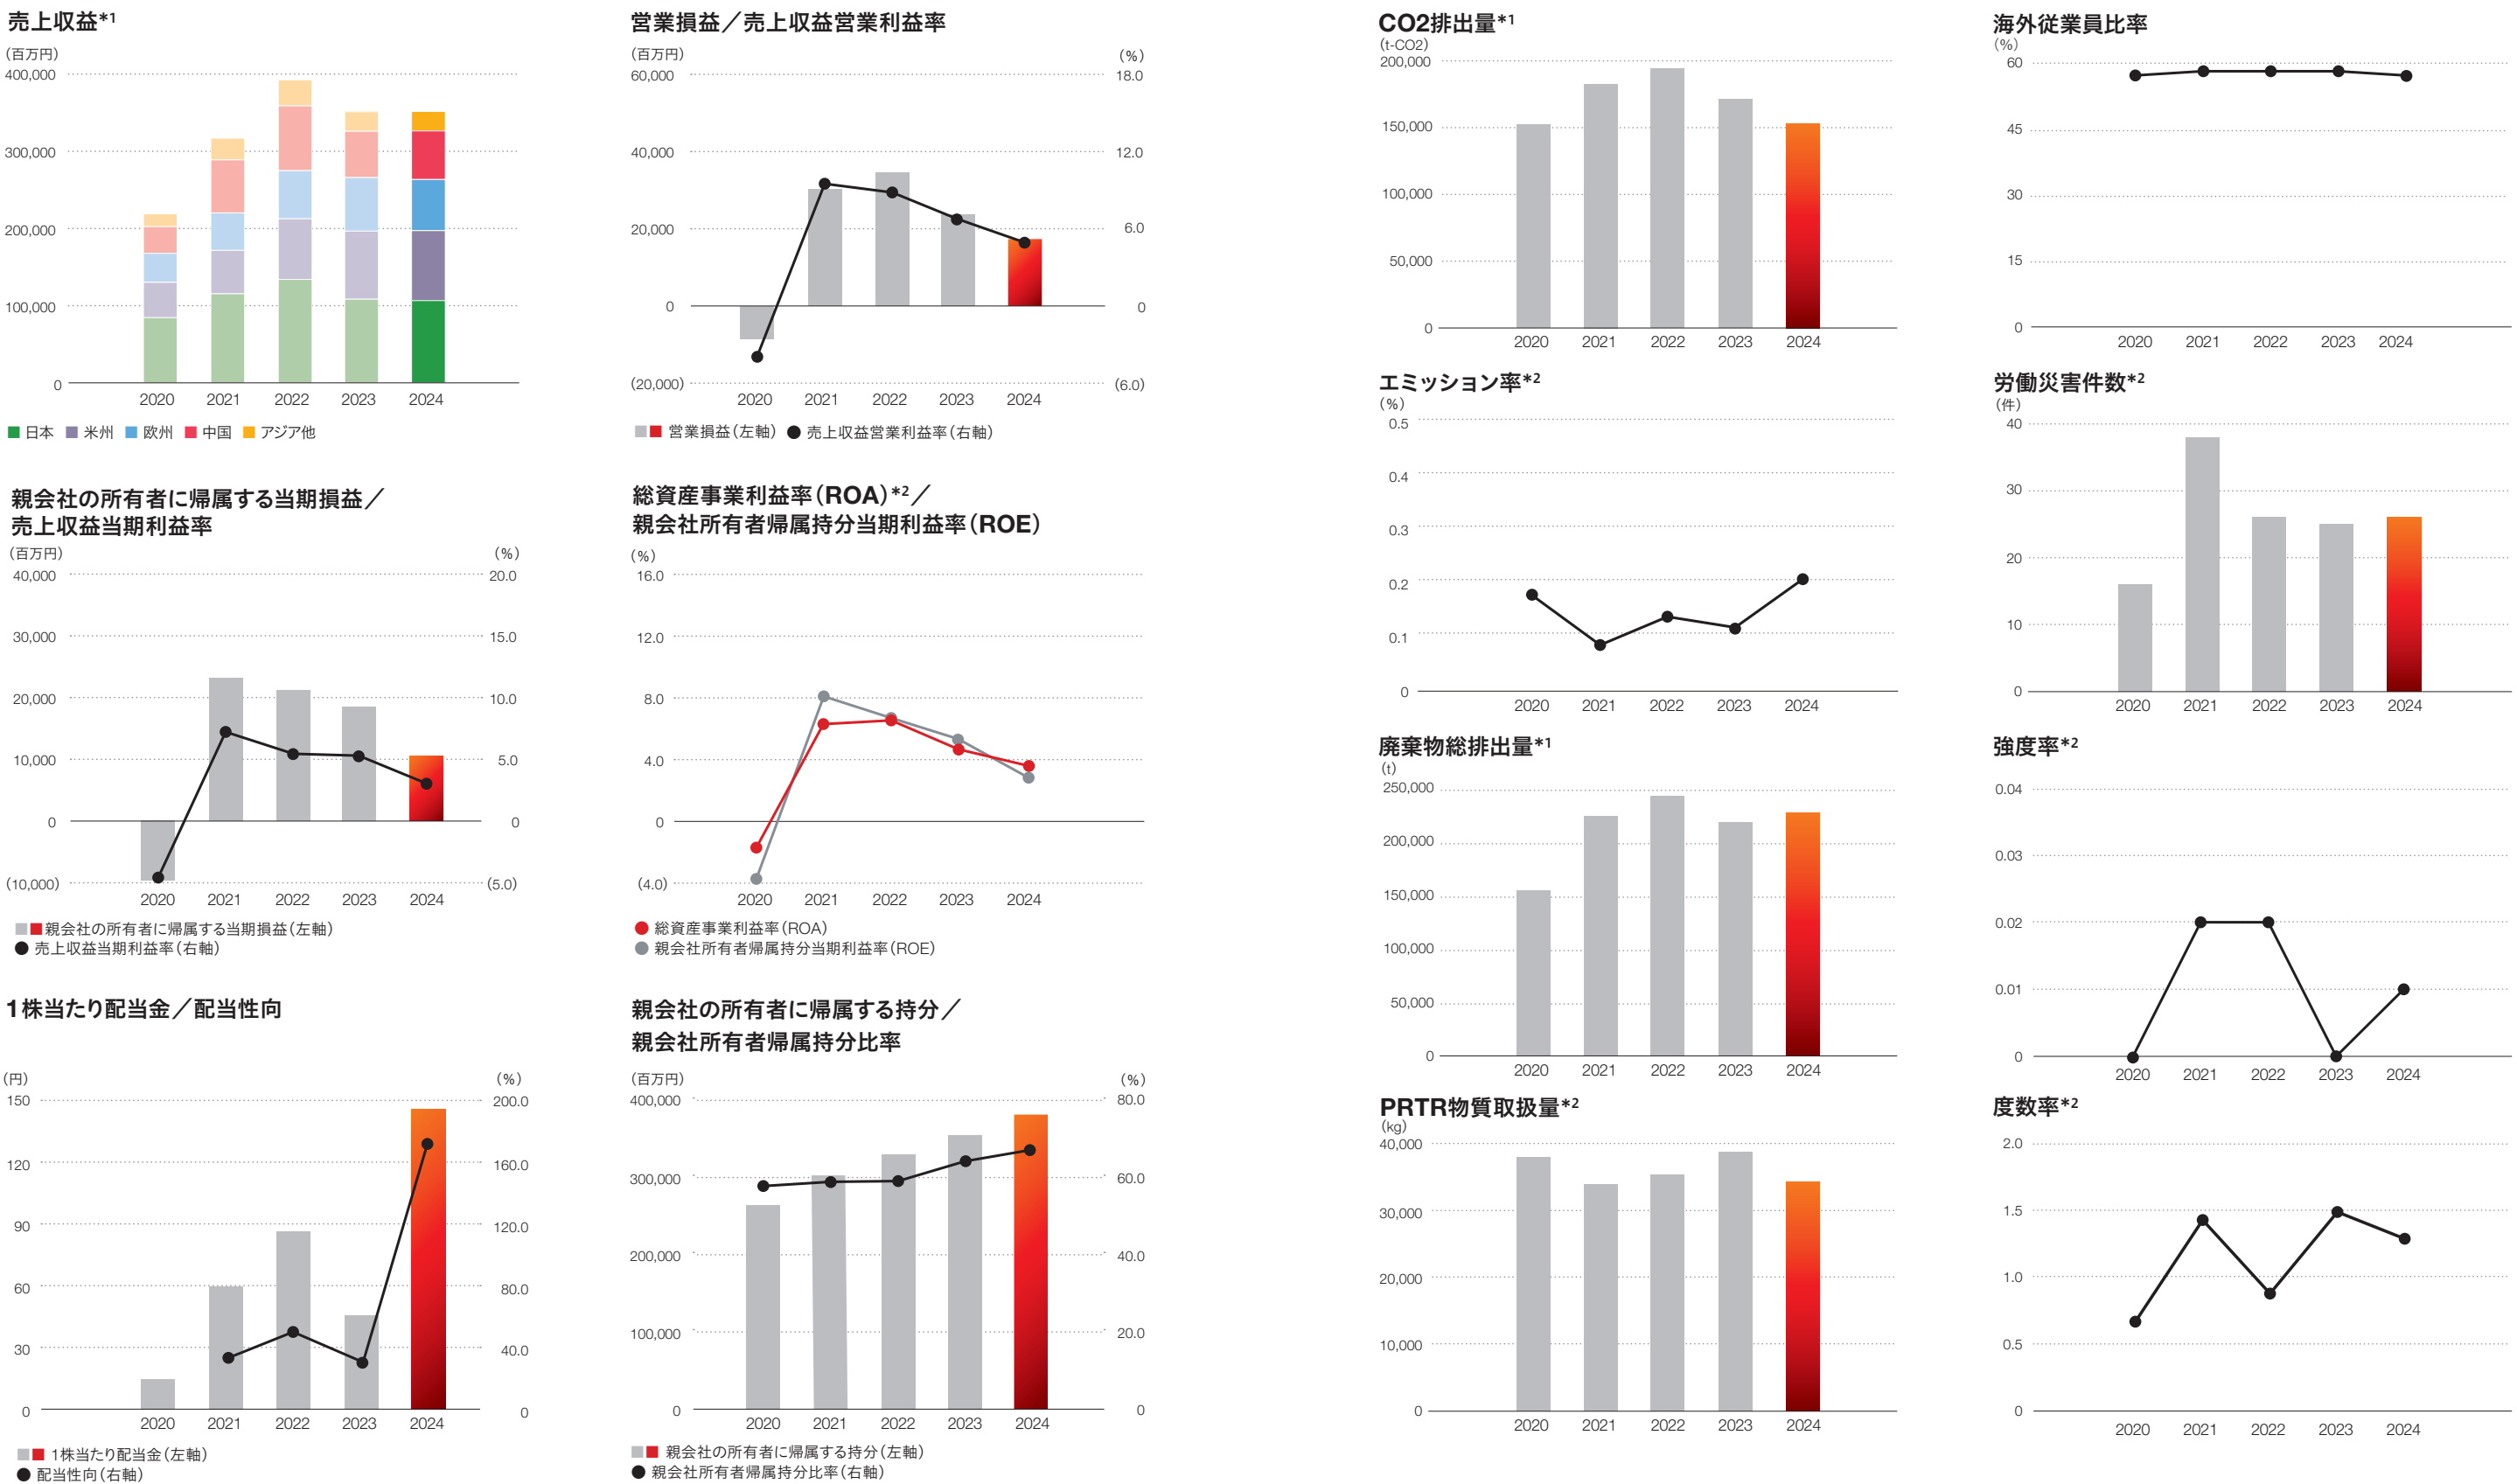 売上収益*1
(百万円)
400,000
300,000
200,000
100,000
0
2020 2021 2022 2023 2024
日本 米州 欧州 中国 アジア他
営業損益／売上収益営業利益率
(百万円) (%)
60,000 18.0
40,000 12.0
20,000 6.0
0 0
(20,000) (6.0)
2020 2021 2022 2023 2024
営業損益(左軸) 売上収益営業利益率(右軸)
親会社の所有者に帰属する当期損益／
売上収益当期利益率
(百万円) (%)
40,000 20.0
30,000 15.0
20,000 10.0
10,000 5.0
0 0
(10,000) (5.0)
2020 2021 2022 2023 2024
親会社の所有者に帰属する当期損益(左軸)
売上収益当期利益率(右軸)
総資産事業利益率(ROA)*2／
親会社所有者帰属持分当期利益率(ROE)
(%)
16.0
12.0
8.0
4.0
0
(4.0)
2020 2021 2022 2023 2024
総資産事業利益率(ROA)
親会社所有者帰属持分当期利益率(ROE)
1株当たり配当金／配当性向
(円) (%)
150 200.0
120 160.0
90 120.0
60 80.0
30 40.0
0 0
2020 2021 2022 2023 2024
1株当たり配当金(左軸)
配当性向(右軸)
親会社の所有者に帰属する持分／
親会社所有者帰属持分比率
(百万円) (%)
400,000 80.0
300,000 60.0
200,000 40.0
100,000 20.0
0 0
2020 2021 2022 2023 2024
親会社の所有者に帰属する持分(左軸)
親会社所有者帰属持分比率(右軸)
CO2排出量*1
(t-CO2)
200,000
150,000
100,000
50,000
0
2020 2021 2022 2023 2024
エミッション率*2
(%)
0.5
0.4
0.3
0.2
0.1
0
2020 2021 2022 2023 2024
廃棄物総排出量*1
(t)
250,000
200,000
150,000
100,000
50,000
0
2020 2021 2022 2023 2024
PRTR物質取扱量*2
(kg)
40,000
30,000
20,000
10,000
0
2020 2021 2022 2023 2024
海外従業員比率
(%)
60
45
30
15
0
2020 2021 2022 2023 2024
労働災害件数*2
(件)
40
30
20
10
0
2020 2021 2022 2023 2024
強度率*2
0.04
0.03
0.02
0.01
0
2020 2021 2022 2023 2024
度数率*2
2.0
1.5
1.0
0.5
0
2020 2021 2022 2023 2024